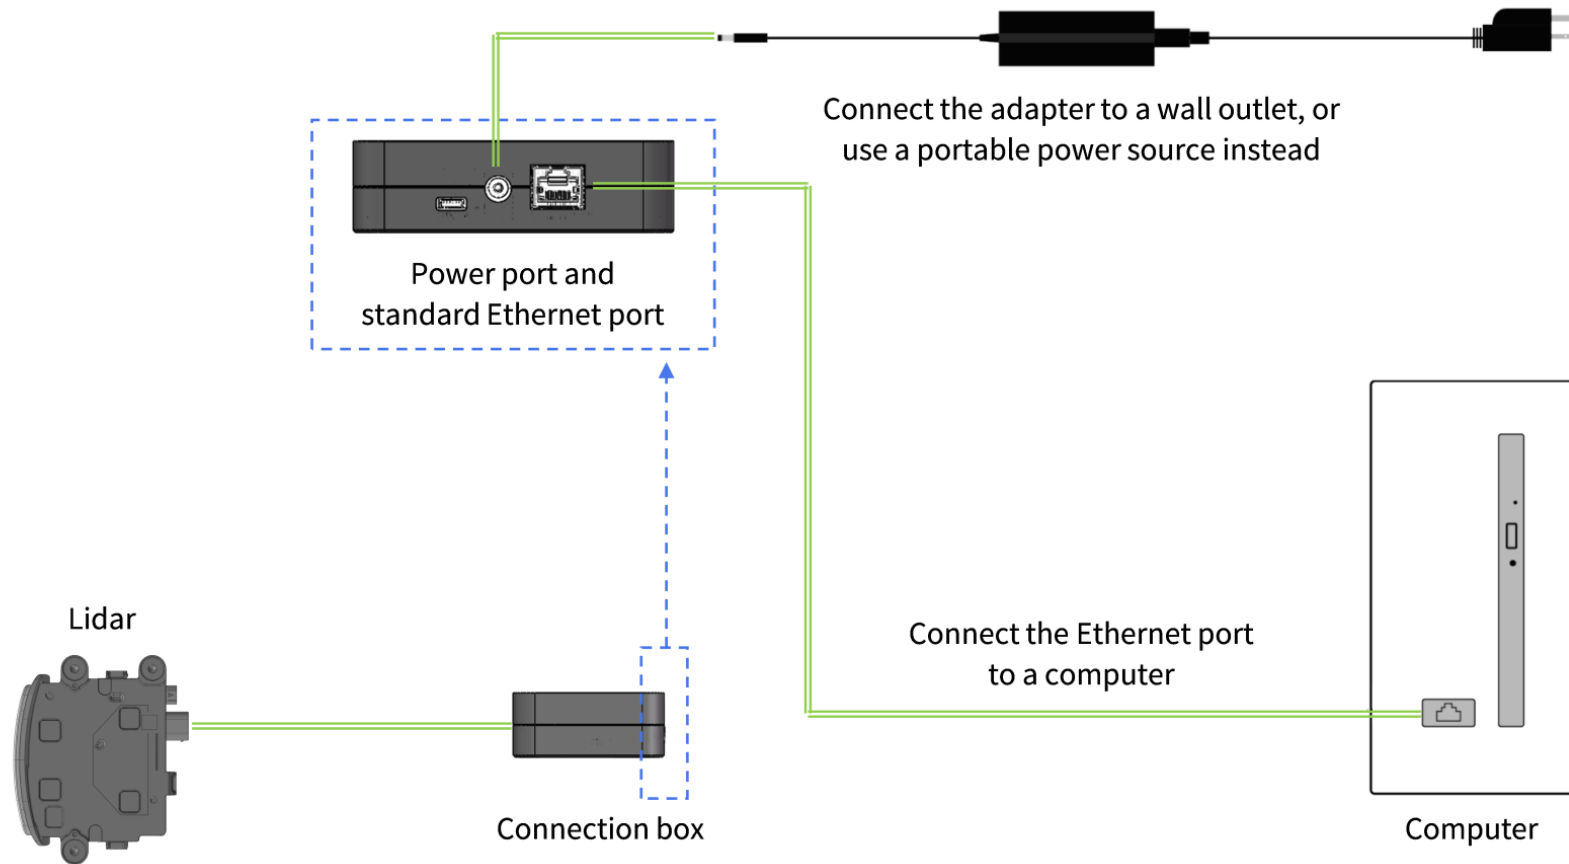 Connect the adapter to a wall outlet, or
use a portable power source instead
Power port and
standard Ethernet port
Lidar
Connect the Ethernet port
to a computer
Connection box
Computer